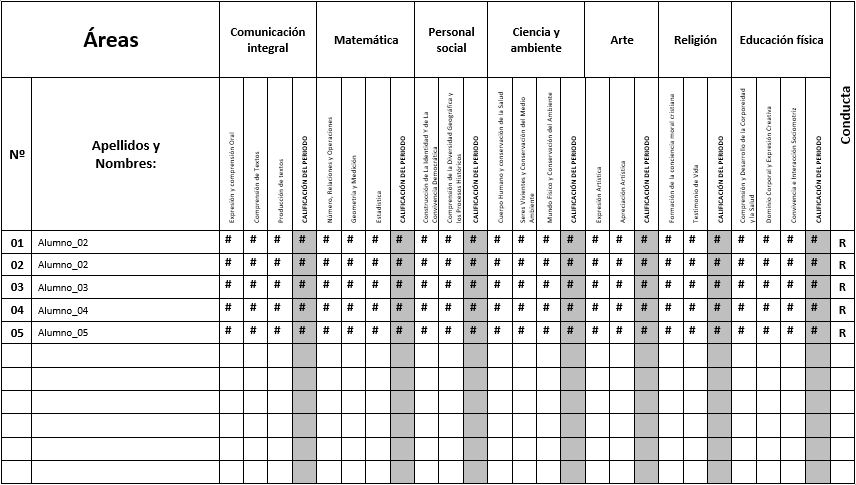 Áreas
Comunicación
integral
Matemática
Personal
social
Ciencia y
ambiente
Arte
Religión
Educación física
Conducta
Nº
Apellidos y
Nombres:
Expresión y comprensión Oral
Comprensión de Textos
Producción de textos
CALIFICACIÓN DEL PERIODO
Número, Relaciones y Operaciones
Geometría y Medición
Estadística
CALIFICACIÓN DEL PERIODO
Construcción de La Identidad Y de La
Convivencia Democrática
Comprensión de la Diversidad Geográfica y
los Procesos Históricos
CALIFICACIÓN DEL PERIODO
Cuerpo Humano y conservación de la Salud
Seres Vivientes y Conservación del Medio
Ambiente
Mundo Físico y Conservación del Ambiente
CALIFICACIÓN DEL PERIODO
Expresión Artística
Apreciación Artística
CALIFICACIÓN DEL PERIODO
Formación de la conciencia moral cristiana
Testimonio de Vida
CALIFICACIÓN DEL PERIODO
Comprensión y Desarrollo de la Corporeidad
y la Salud
Dominio Corporal y Expresión Creativa
Convivencia e Interacción Sociomotriz
CALIFICACIÓN DEL PERIODO
01 Alumno_02 # # # # # # # # # # # # # # # # # # # # # # # # # R
02 Alumno_02 # # # # # # # # # # # # # # # # # # # # # # # # # R
03 Alumno_03 # # # # # # # # # # # # # # # # # # # # # # # # # R
04 Alumno_04 # # # # # # # # # # # # # # # # # # # # # # # # # R
05 Alumno_05 # # # # # # # # # # # # # # # # # # # # # # # # # R